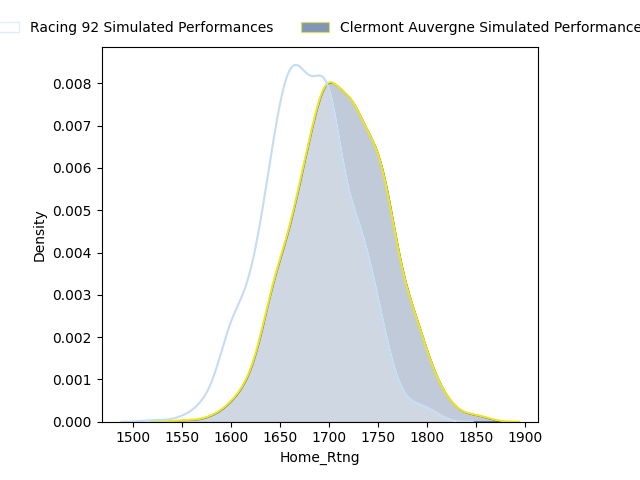 Racing 92 Simulated Performances Clermont Auvergne Simulated Performance
0.008
0.007
0.006
0.005
0.004
0.003
0.002
0.001
0.000
Density
1500 1550 1600 1650 1700 1750 1800 1850 1900
Home_Rtng